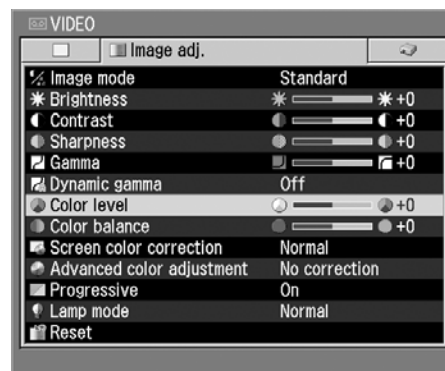 VIDEO
Image adj.
Image mode Standard
Brightness +0
Contrast +0
Sharpness +0
Gamma +0
Dynamic gamma Off
Color level +0
Color balance +0
Screen color correction Normal
Advanced color adjustment No correction
Progressive On
Lamp mode Normal
Reset